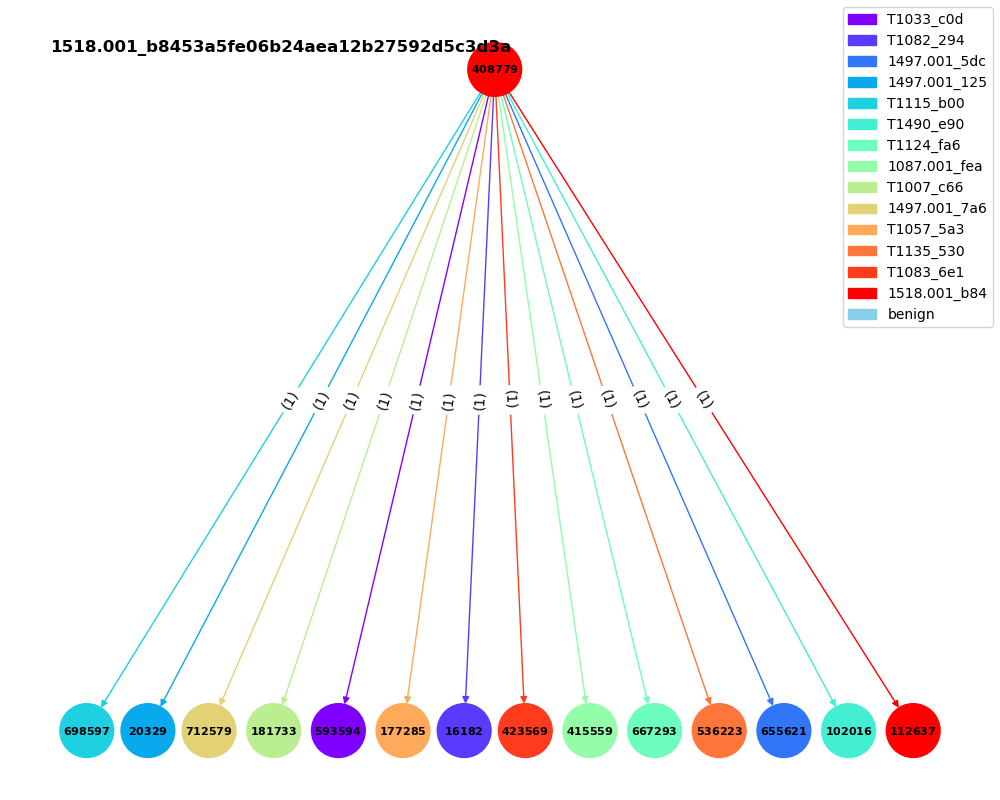 1518.001_b8453a5fe06b24aea12b27592d5c3d3a
408779
T1033_c0d
T1082_294
1497.001_5dc
1497.001_125
T1115_b00
T1490_e90
T1124_fa6
1087.001_fea
T1007_c66
1497.001_7a6
T1057_5a3
T1135_530
T1083_6e1
1518.001_b84
benign
(1) (1) (1) (1) (1) (1) (1) (1) (1) (1) (1) (1) (1) (1)
698597 20329 712579 181733 593594 177285 16182 423569 415559 667293 536223 655621 102016 112637